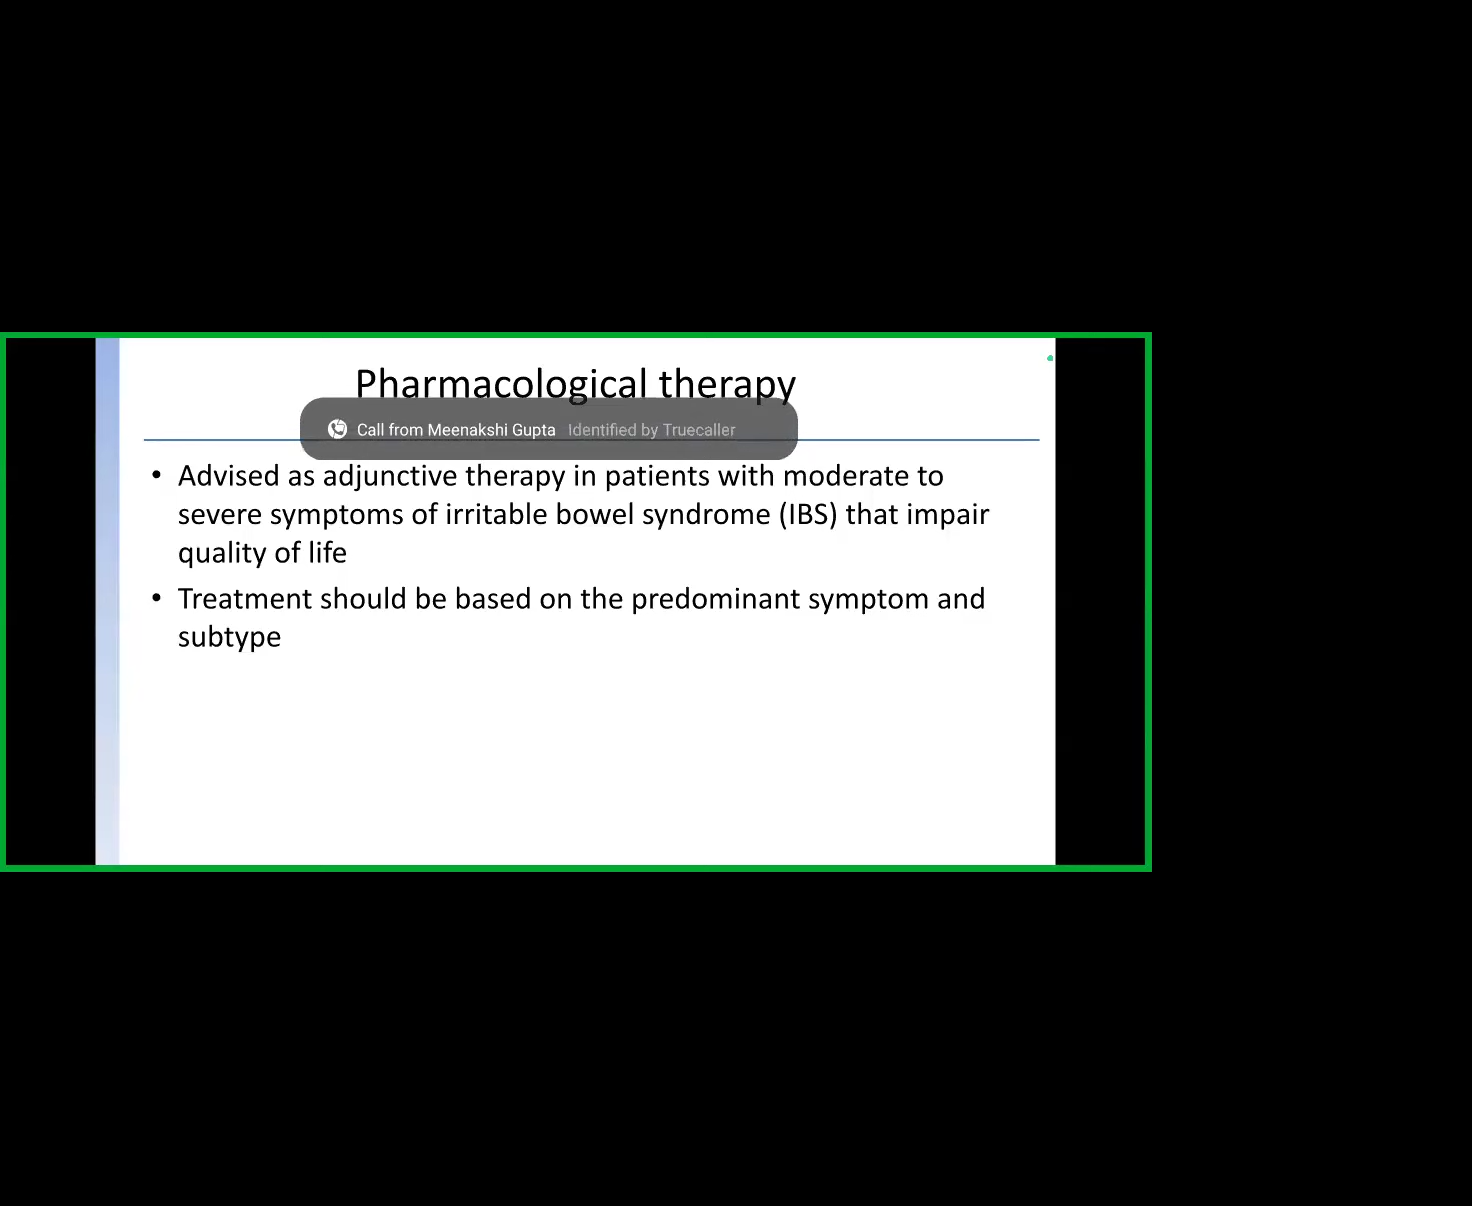 Pharmacological therapy
Call from Meenakshi Gupta Identified by Truecaller
• Advised as adjunctive therapy in patients with moderate to
severe symptoms of irritable bowel syndrome (IBS) that impair
quality of life
• Treatment should be based on the predominant symptom and
subtype